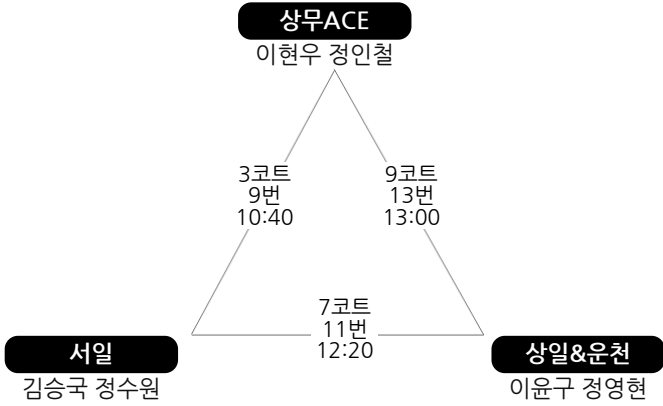 상무ACE
이현우 정인철
3코트
9번
10:40
9코트
13번
13:00
7코트
11번
12:20
서일
김승국 정수원
상일&운천
이윤구 정영현